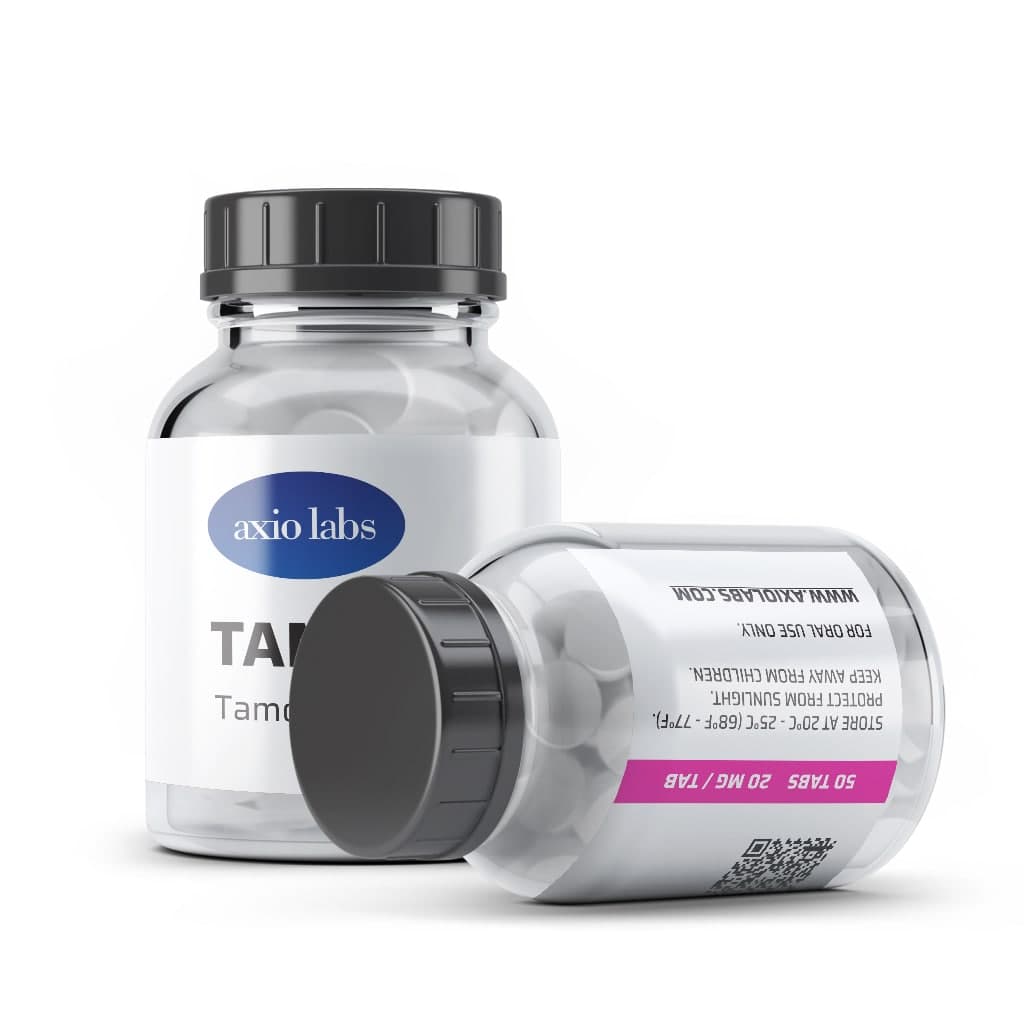 axio labs
TAM
Tamo
50 TABS 20 MG / TAB
STORE AT 20°C - 25°C (68°F - 77°F).
PROTECT FROM SUNLIGHT.
KEEP AWAY FROM CHILDREN.
FOR ORAL USE ONLY.
WWW.AXIOLABS.COM